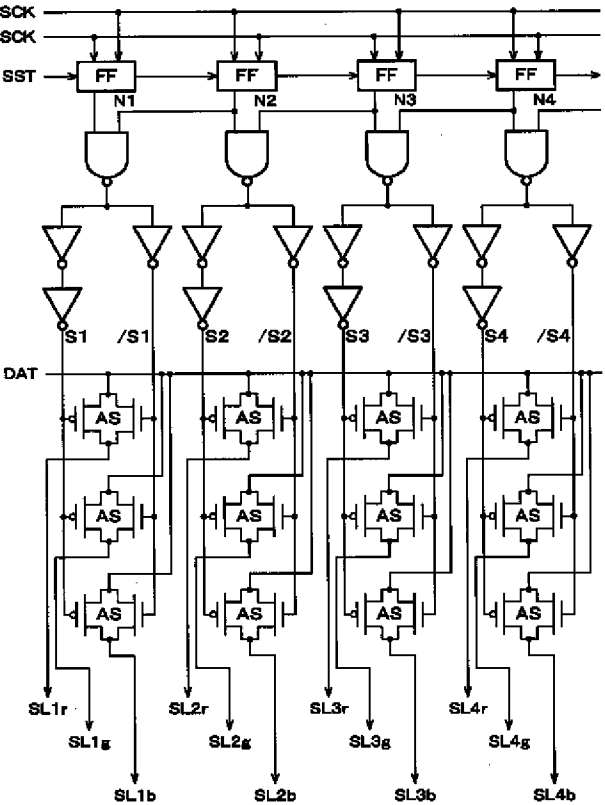 SCK
SCK
SST FF FF FF FF
N1 N2 N3 N4
S1 /S1 S2 /S2 S3 /S3 S4 /S4
DAT
AS AS AS AS
AS AS AS AS
AS AS AS AS
SL1r SL2r SL3r SL4r
SL1g SL2g SL3g SL4g
SL1b SL2b SL3b SL4b